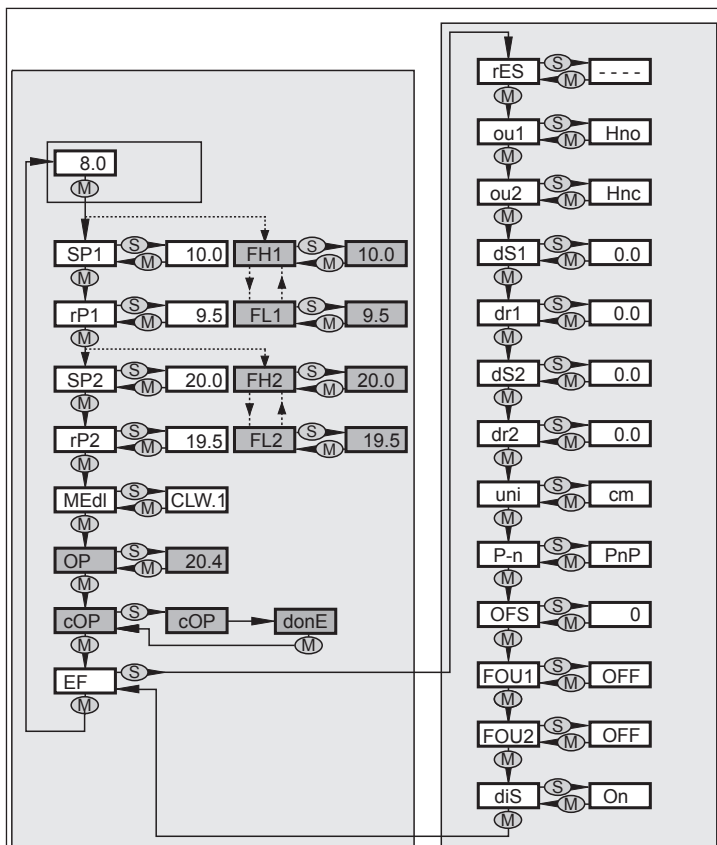 8.0
M
SP1 S M 10.0 FH1 S M 10.0
M
rP1 S M 9.5 FL1 S M 9.5
M
SP2 S M 20.0 FH2 S M 20.0
M
rP2 S M 19.5 FL2 S M 19.5
M
MEdI S M CLW.1
M
OP S M 20.4
M
cOP S cOP donE
M M
EF S
M
rES S M - - - -
M
ou1 S M Hno
M
ou2 S M Hnc
M
dS1 S M 0.0
M
dr1 S M 0.0
M
dS2 S M 0.0
M
dr2 S M 0.0
M
uni S M cm
M
P-n S M PnP
M
OFS S M 0
M
FOU1 S M OFF
M
FOU2 S M OFF
M
diS S M On
M